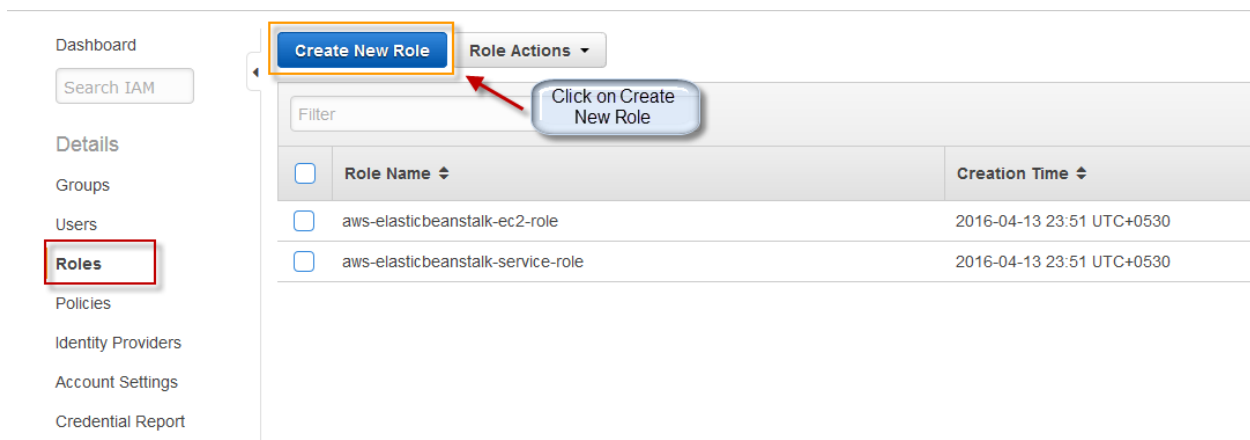 Dashboard
Search IAM
Details
Groups
Users
Roles
Policies
Identity Providers
Account Settings
Credential Report
Create New Role
Role Actions
Click on Create
New Role
Filter
Role Name Creation Time
aws-elasticbeanstalk-ec2-role 2016-04-13 23:51 UTC+0530
aws-elasticbeanstalk-service-role 2016-04-13 23:51 UTC+0530